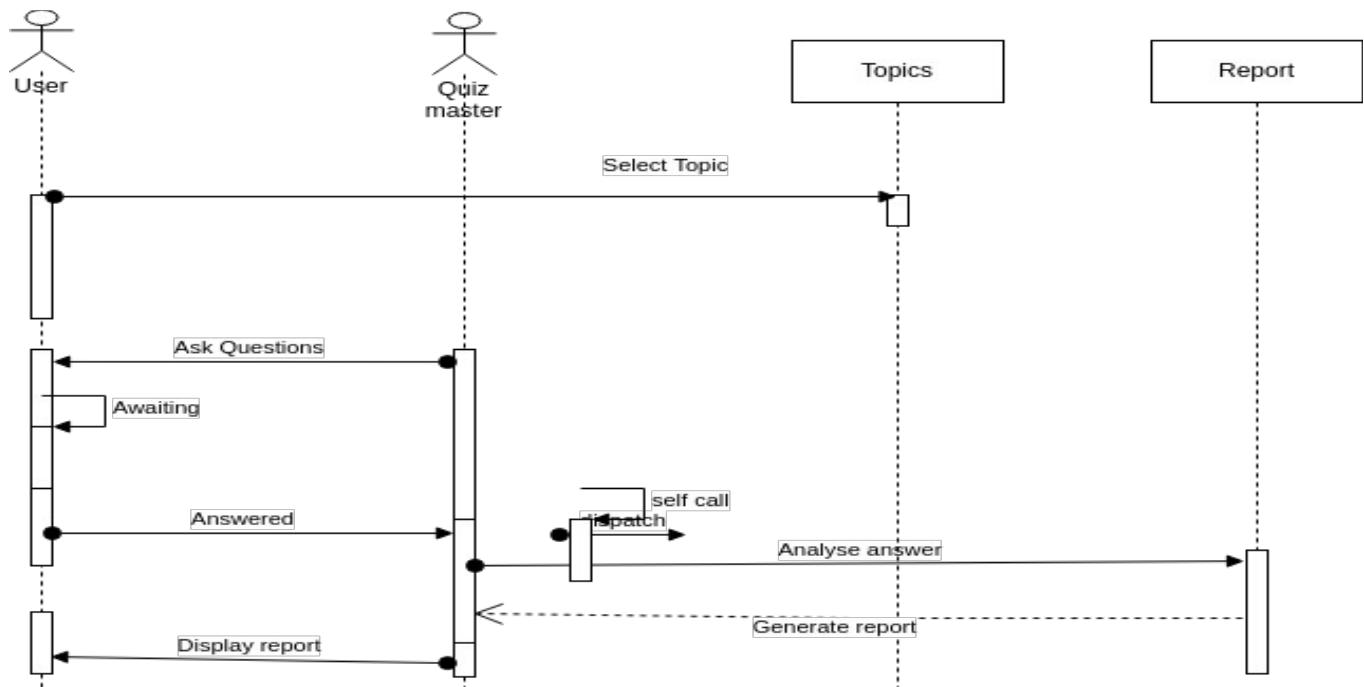 User
Quiz
master
Topics
Report
Select Topic
Ask Questions
Awaiting
self call
Answered
dispatch
Analyse answer
Generate report
Display report